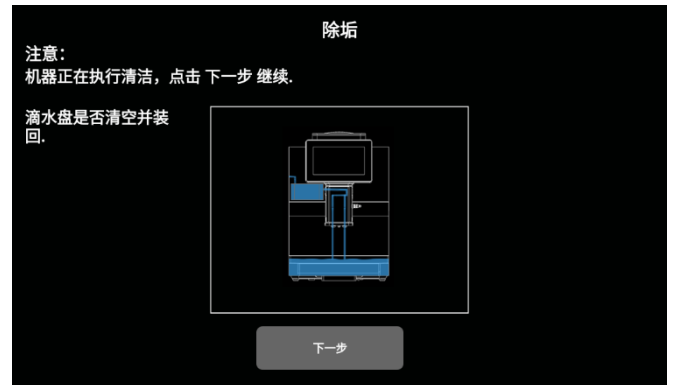 除垢
注意：
机器正在执行清洁，点击 下一步 继续.
滴水盘是否清空并装
回.
下一步